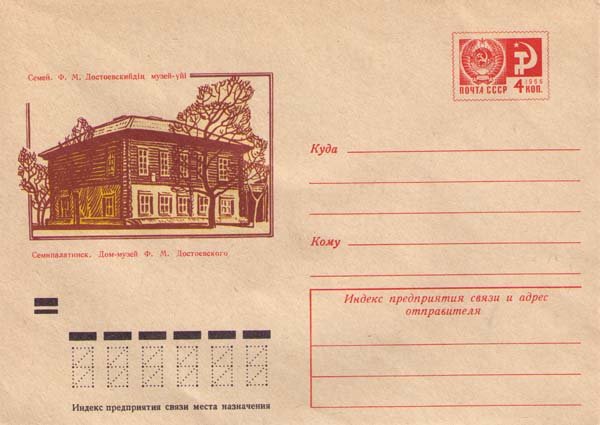 Семей. Ф. М. Достоевскийдің музей-үйі
Семипалатинск. Дом-музей Ф. М. Достоевского
1966
ПОЧТА СССР 4 КОП.
Куда
Кому
Индекс предприятия связи и адрес
отправителя
Индекс предприятия связи места назначения